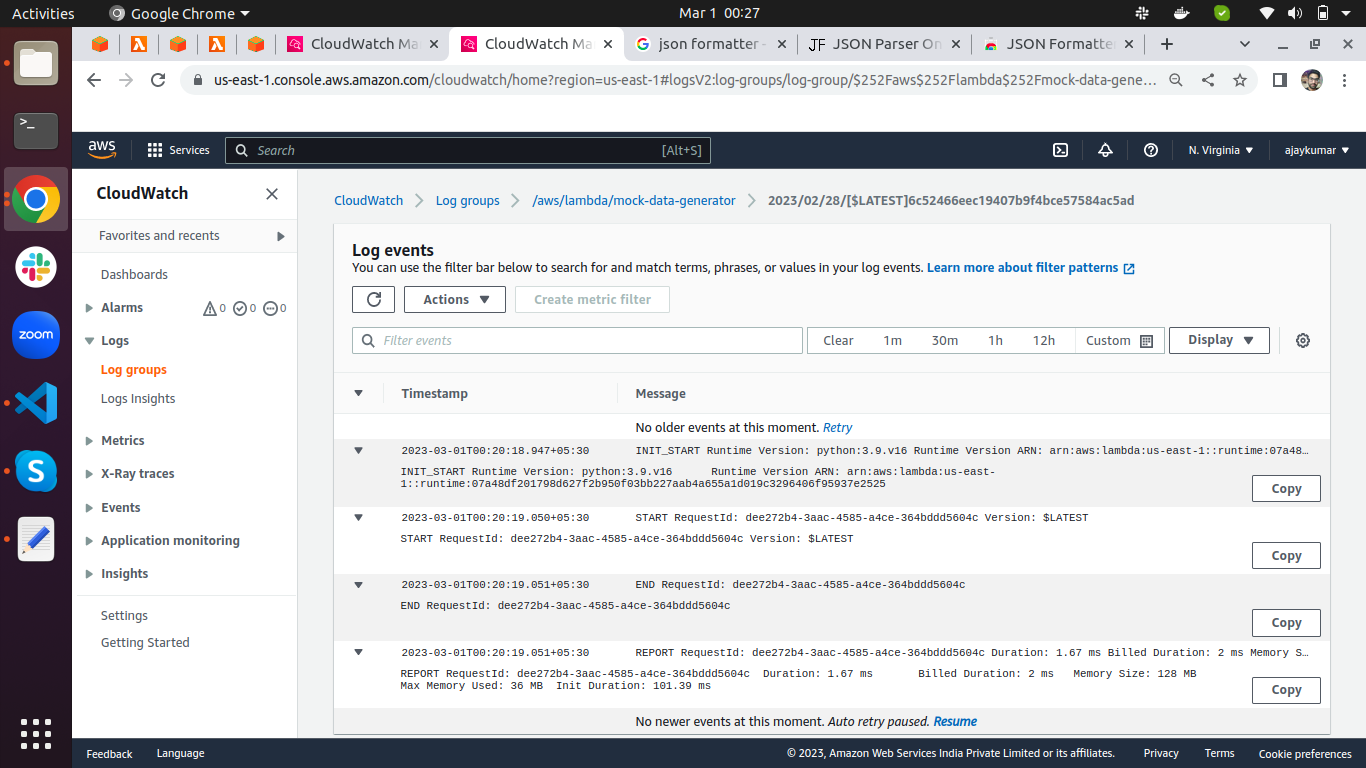 Activities
Google Chrome
Mar 1 00:27
CloudWatch Ma
CloudWatch Ma
json formatter -
JSON Parser On
JSON Formatte
us-east-1.console.aws.amazon.com/cloudwatch/home?region=us-east-1#logsV2:log-groups/log-group/$252Faws$252Flambda$252Fmock-data-gene…
aws
Services
Search
[Alt+S]
N. Virginia
ajaykumar
CloudWatch
Favorites and recents
Dashboards
Alarms
0
0
0
Logs
Log groups
Logs Insights
Metrics
X-Ray traces
Events
Application monitoring
Insights
Settings
Getting Started
zoom
CloudWatch
Log groups
/aws/lambda/mock-data-generator
2023/02/28/[$LATEST]6c52466eec19407b9f4bce57584ac5ad
Log events
You can use the filter bar below to search for and match terms, phrases, or values in your log events. Learn more about filter patterns
Actions
Create metric filter
Filter events
Clear
1m
30m
1h
12h
Custom
Display
Timestamp
Message
No older events at this moment. Retry
2023-03-01T00:20:18.947+05:30
INIT_START Runtime Version: python:3.9.v16 Runtime Version ARN: arn:aws:lambda:us-east-1::runtime:07a48…
INIT_START Runtime Version: python:3.9.v16 Runtime Version ARN: arn:aws:lambda:us-east-
1::runtime:07a48df201798d627f2b950f03bb227aab4a655a1d019c3296406f95937e2525
Copy
2023-03-01T00:20:19.050+05:30
START RequestId: dee272b4-3aac-4585-a4ce-364bddd5604c Version: $LATEST
START RequestId: dee272b4-3aac-4585-a4ce-364bddd5604c Version: $LATEST
Copy
2023-03-01T00:20:19.051+05:30
END RequestId: dee272b4-3aac-4585-a4ce-364bddd5604c
END RequestId: dee272b4-3aac-4585-a4ce-364bddd5604c
Copy
2023-03-01T00:20:19.051+05:30
REPORT RequestId: dee272b4-3aac-4585-a4ce-364bddd5604c Duration: 1.67 ms Billed Duration: 2 ms Memory S…
REPORT RequestId: dee272b4-3aac-4585-a4ce-364bddd5604c Duration: 1.67 ms Billed Duration: 2 ms Memory Size: 128 MB
Max Memory Used: 36 MB Init Duration: 101.39 ms
Copy
No newer events at this moment. Auto retry paused. Resume
Feedback
Language
© 2023, Amazon Web Services India Private Limited or its affiliates.
Privacy
Terms
Cookie preferences